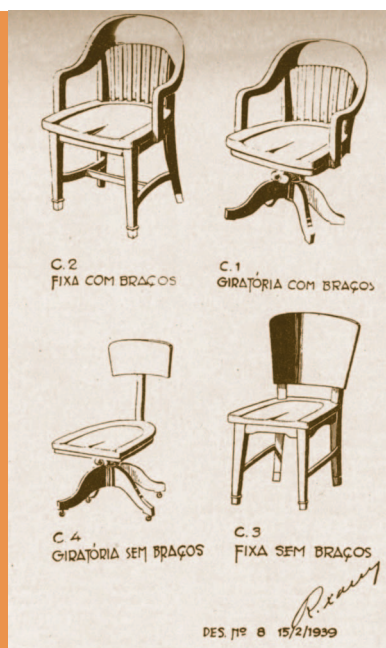 C.2
FIXA COM BRAÇOS
C.1
GIRATÓRIA COM BRAÇOS
C.4
GIRATÓRIA SEM BRAÇOS
C.3
FIXA SEM BRAÇOS
DES. Nº 8 15/2/1939